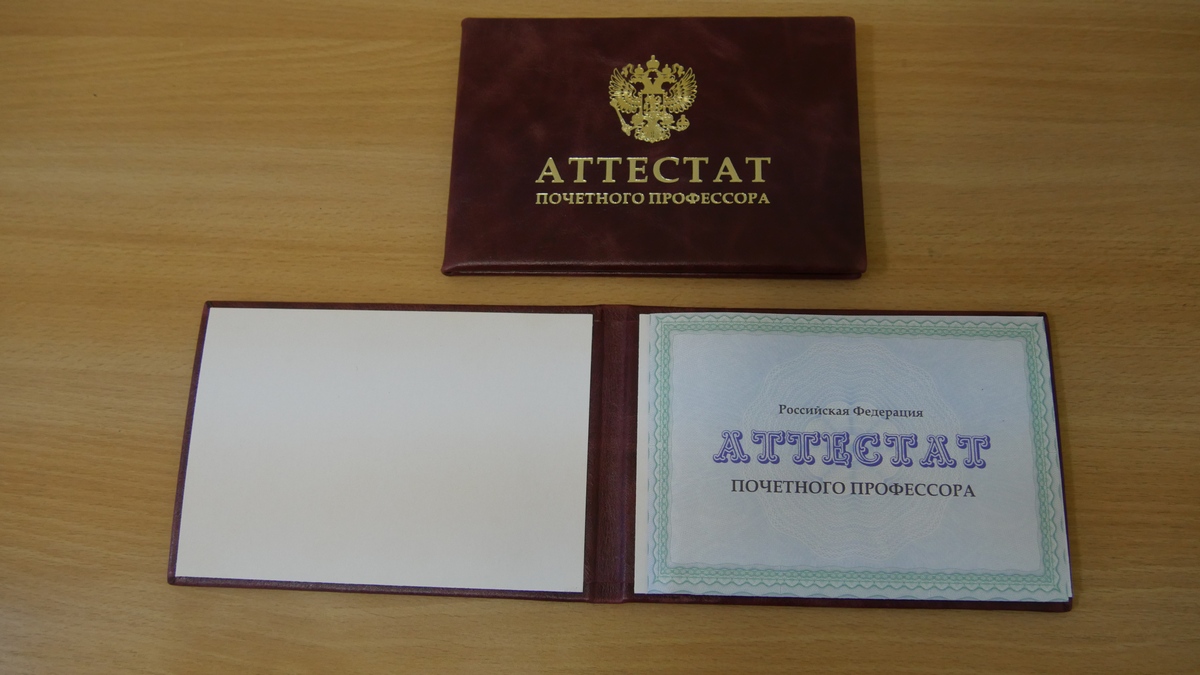 АТТЕСТАТ
ПОЧЕТНОГО ПРОФЕССОРА
Российская Федерация
АТТЕСТАТ
ПОЧЕТНОГО ПРОФЕССОРА